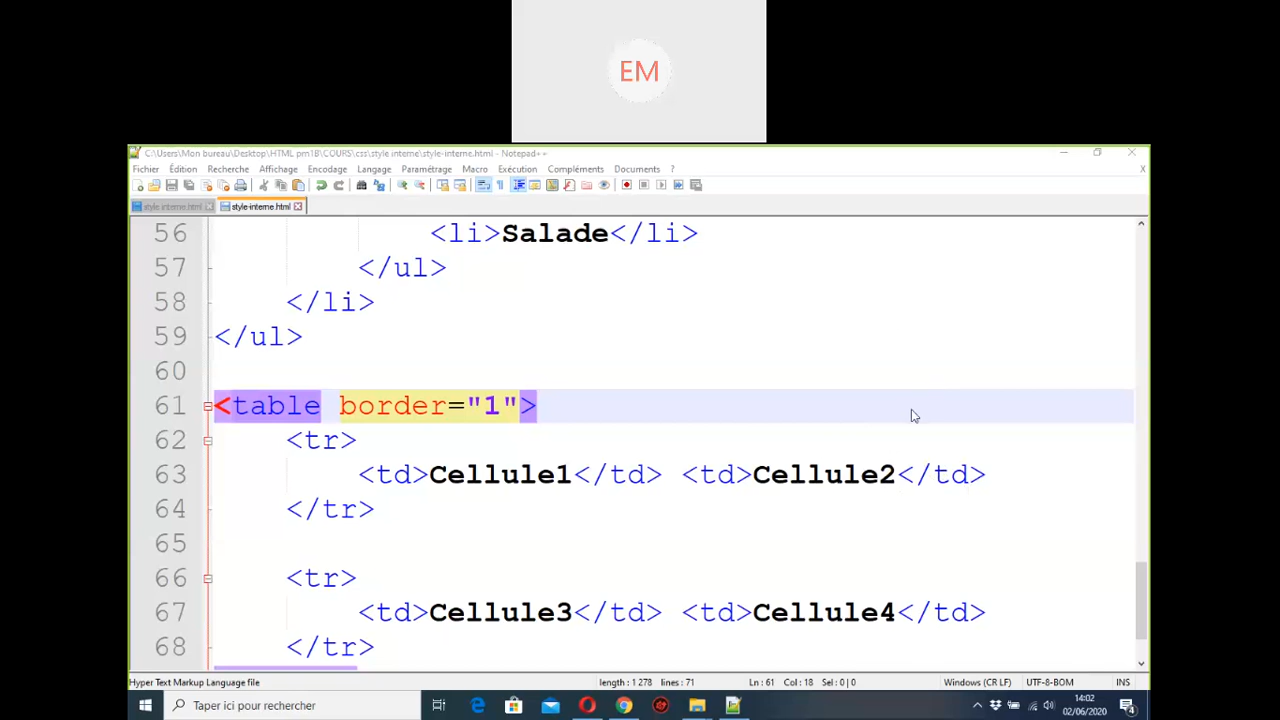 EM
C:\Users\Mon bureau\Desktop\HTML pm1B\COURS\css\style interne\style-interne.html - Notepad++
Fichier Édition Recherche Affichage Encodage Langage Paramétrage Macro Exécution Compléments Documents ?
X
style interne.html style-interne.html
56 <li>Salade</li>
57 </ul>
58 </li>
59 </ul>
60
61 <table border="1">
62 <tr>
63 <td>Cellule1</td> <td>Cellule2</td>
64 </tr>
65
66 <tr>
67 <td>Cellule3</td> <td>Cellule4</td>
68 </tr>
Hyper Text Markup Language file length : 1 278 lines : 71 Ln : 61 Col : 18 Sel : 0 | 0 Windows (CR LF) UTF-8-BOM INS
Taper ici pour rechercher
14:02
02/06/2020
4